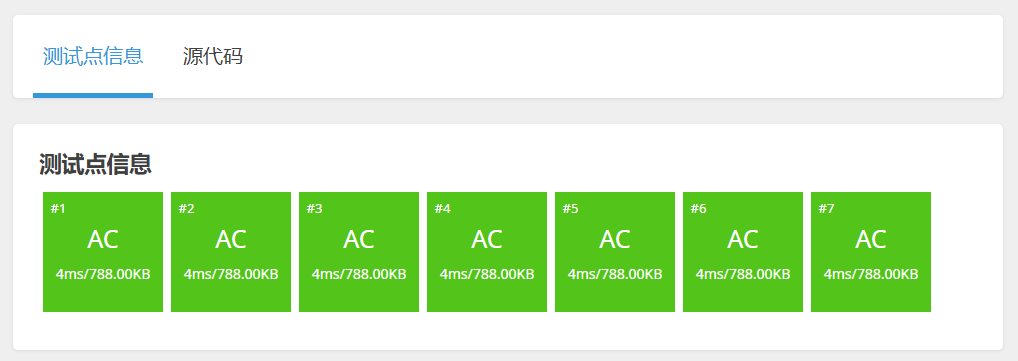 测试点信息 源代码
测试点信息
#1 #2 #3 #4 #5 #6 #7
AC AC AC AC AC AC AC
4ms/788.00KB 4ms/788.00KB 4ms/788.00KB 4ms/788.00KB 4ms/788.00KB 4ms/788.00KB 4ms/788.00KB